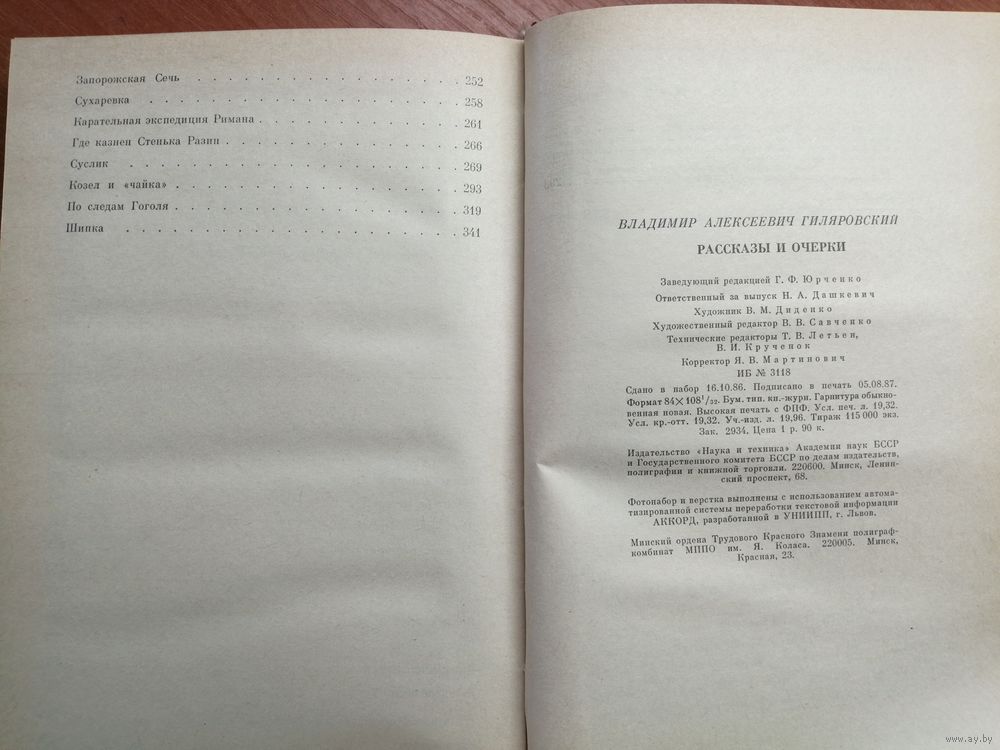 Запорожская Сечь . . . . . . . . . . . . . . . 252
Сухаревка . . . . . . . . . . . . . . . . . 258
Карательная экспедиция Римана . . . . . . . . . . . 261
Где казнен Стенька Разин . . . . . . . . . . . . . 266
Суслик . . . . . . . . . . . . . . . . . . 269
Козел и «чайка» . . . . . . . . . . . . . . . . 293
По следам Гоголя . . . . . . . . . . . . . . . . 319
Шипка . . . . . . . . . . . . . . . . . . 341
ВЛАДИМИР АЛЕКСЕЕВИЧ ГИЛЯРОВСКИЙ
РАССКАЗЫ И ОЧЕРКИ
Заведующий редакцией Г. Ф. Юрченко
Ответственный за выпуск Н. А. Дашкевич
Художник В. М. Диденко
Художественный редактор В. В. Савченко
Технические редакторы Т. В. Летьен,
В. И. Крученок
Корректор Я. В. Мартинович
ИБ № 3118
Сдано в набор 16.10.86. Подписано в печать 05.08.87.
Формат 84×108¹/₃₂. Бум. тип. кн.-журн. Гарнитура обыкно-
венная новая. Высокая печать с ФПФ. Усл. печ. л. 19,32.
Усл. кр.-отт. 19,32. Уч.-изд. л. 19,96. Тираж 115 000 экз.
Зак. 2934. Цена 1 р. 90 к.
Издательство «Наука и техника» Академии наук БССР
и Государственного комитета БССР по делам издательств,
полиграфии и книжной торговли. 220600. Минск, Ленин-
ский проспект, 68.
Фотонабор и верстка выполнены с использованием автома-
тизированной системы переработки текстовой информации
АККОРД, разработанной в УНИИПП, г. Львов.
Минский ордена Трудового Красного Знамени полиграф-
комбинат МППО им. Я. Коласа. 220005. Минск,
Красная, 23.
www.ay.by